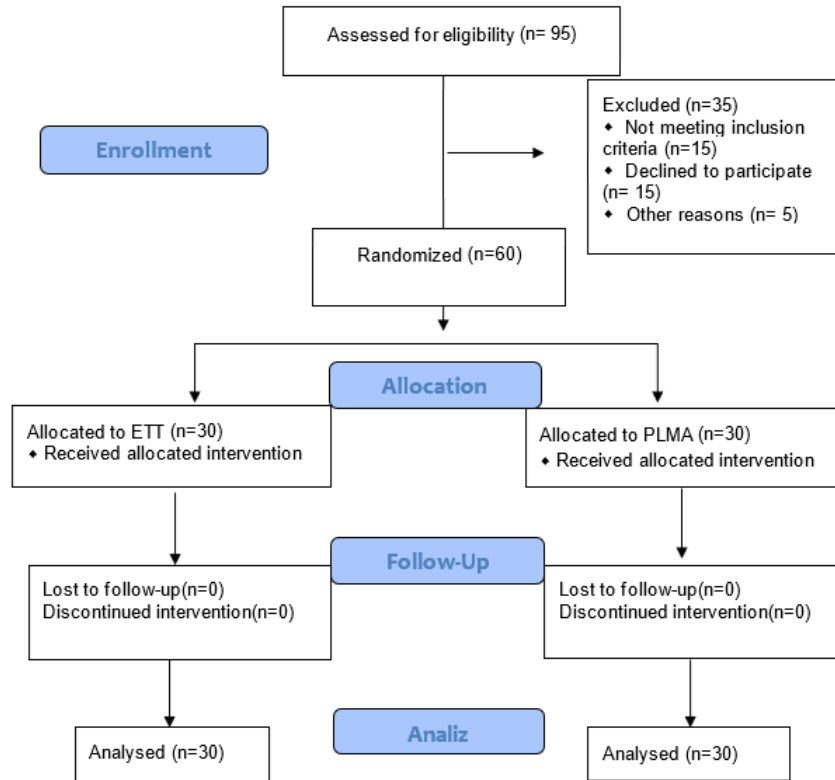 Assessed for eligibility (n= 95)
Excluded (n=35)
◆ Not meeting inclusion
criteria (n=15)
◆ Declined to participate
(n= 15)
◆ Other reasons (n= 5)
Enrollment
Randomized (n=60)
Allocation
Allocated to ETT (n=30)
◆ Received allocated intervention
Allocated to PLMA (n=30)
◆ Received allocated intervention
Follow-Up
Lost to follow-up(n=0)
Discontinued intervention(n=0)
Lost to follow-up(n=0)
Discontinued intervention(n=0)
Analiz
Analysed (n=30)
Analysed (n=30)